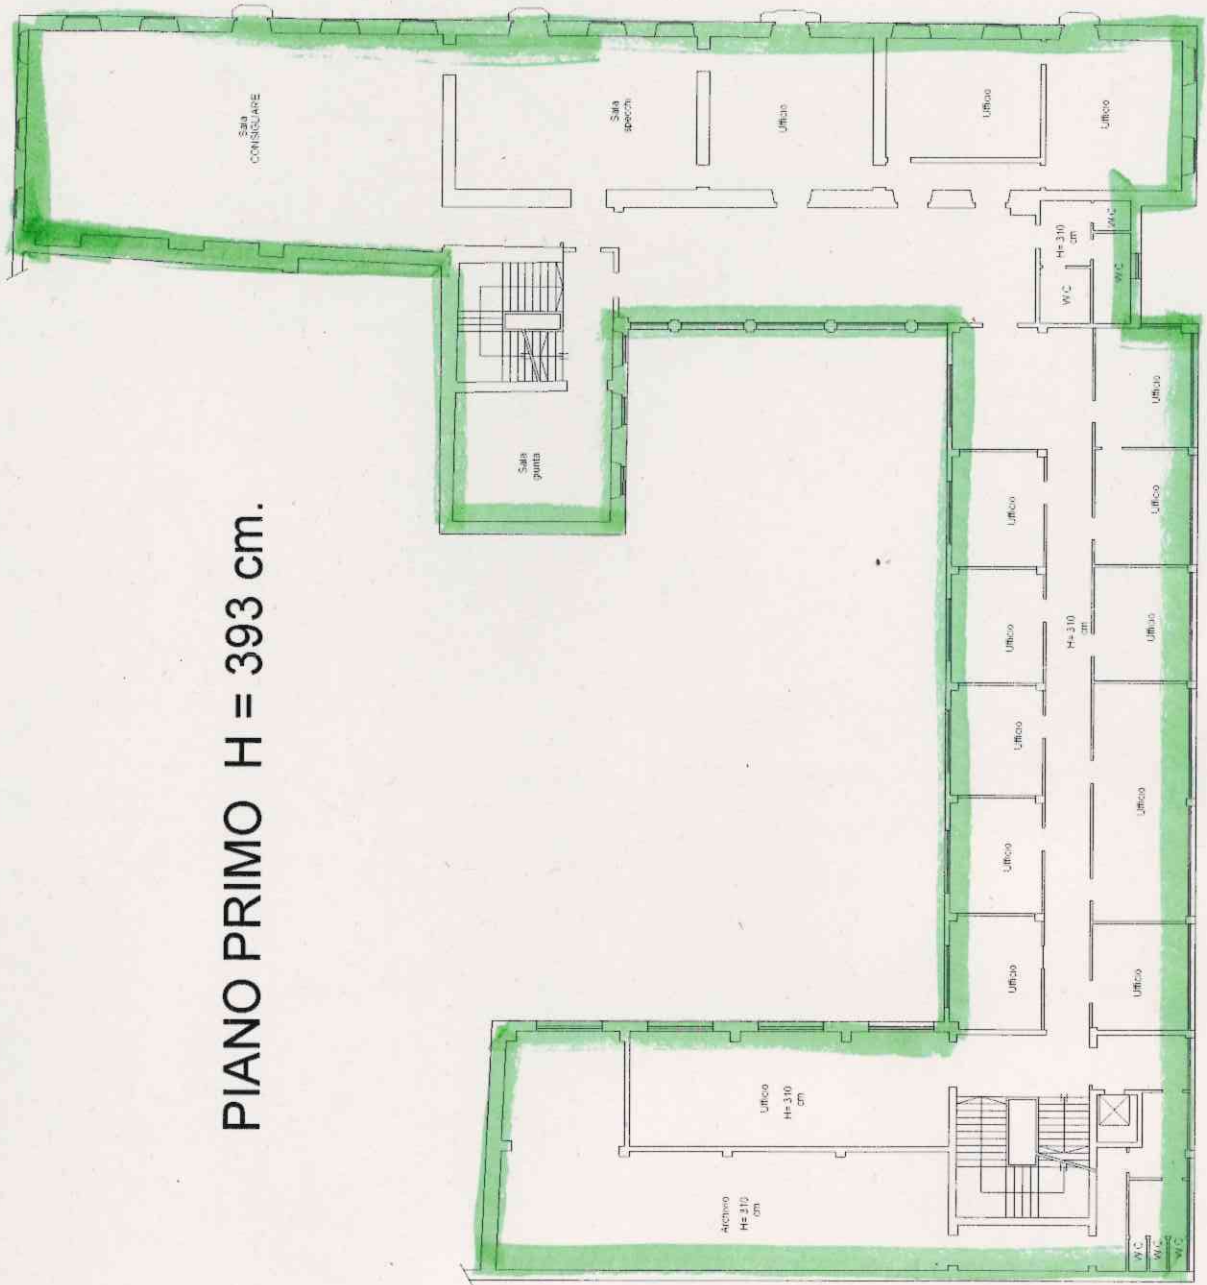 PIANO PRIMO H = 393 cm.
Sala
CONSIGLIARE
Sala
specchi
Ufficio
Ufficio
Ufficio
Sala
giunta
H= 310
cm
W.C
W.C
W.C
Ufficio
Ufficio
Ufficio
Ufficio
Ufficio
Ufficio
Ufficio
Ufficio
Ufficio
Ufficio
H= 310
cm
Ufficio
H= 310
cm
Archivio
H= 310
cm
W.C
W.C
W.C